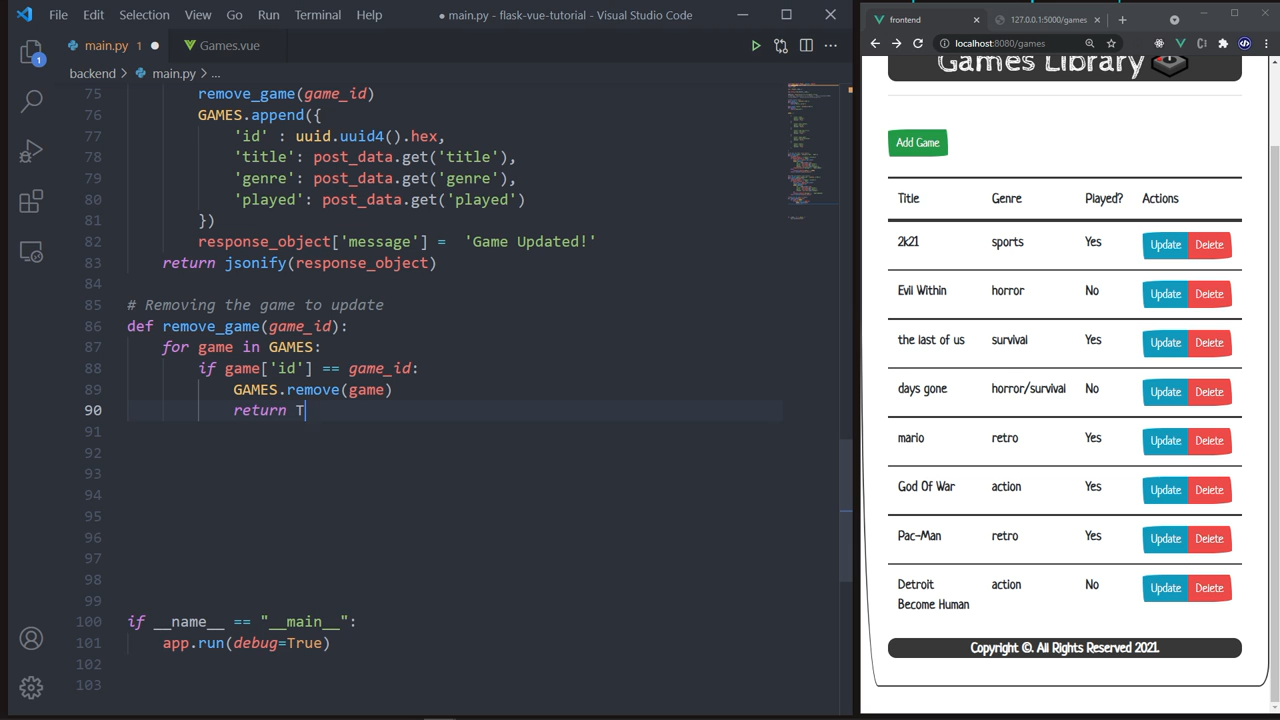 File Edit Selection View Go Run Terminal Help
● main.py - flask-vue-tutorial - Visual Studio Code
main.py 1 ●
Games.vue
backend > main.py > ...
1
75 remove_game(game_id)
76 GAMES.append({
77 'id' : uuid.uuid4().hex,
78 'title': post_data.get('title'),
79 'genre': post_data.get('genre'),
80 'played': post_data.get('played')
81 })
82 response_object['message'] =  'Game Updated!'
83 return jsonify(response_object)
84
85 # Removing the game to update
86 def remove_game(game_id):
87 for game in GAMES:
88 if game['id'] == game_id:
89 GAMES.remove(game)
90 return T
91
92
93
94
95
96
97
98
99
100 if __name__ == "__main__":
101 app.run(debug=True)
102
103
frontend
127.0.0.1:5000/games
localhost:8080/games
Games Library
Add Game
Title Genre Played? Actions
2k21 sports Yes Update Delete
Evil Within horror No Update Delete
the last of us survival Yes Update Delete
days gone horror/survival No Update Delete
mario retro Yes Update Delete
God Of War action Yes Update Delete
Pac-Man retro Yes Update Delete
Detroit action No Update Delete
Become Human
Copyright ©. All Rights Reserved 2021.